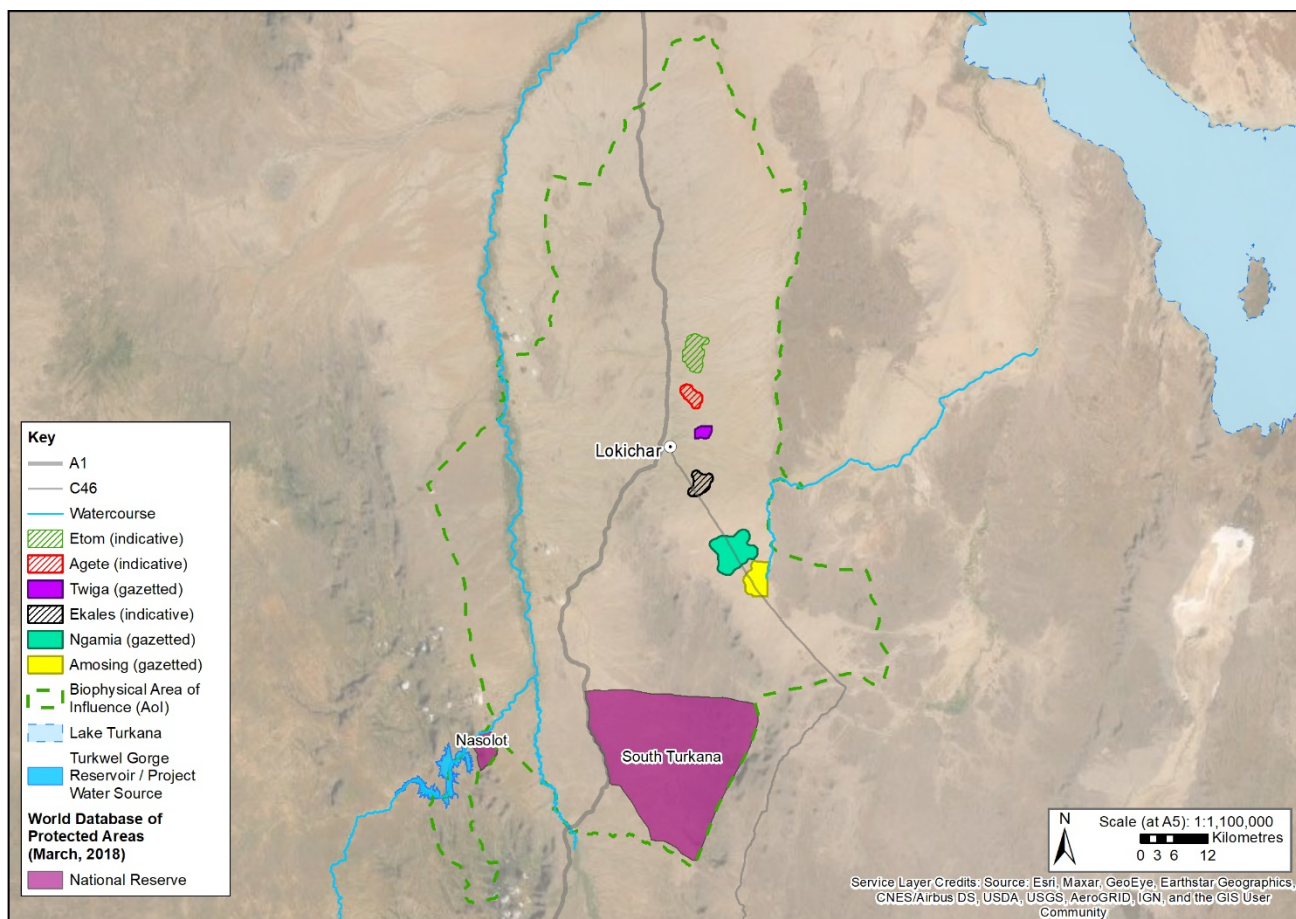 Lokichar
Nasolot
South Turkana
Key
A1
C46
Watercourse
Etom (indicative)
Agete (indicative)
Twiga (gazetted)
Ekales (indicative)
Ngamia (gazetted)
Amosing (gazetted)
Biophysical Area of
Influence (AoI)
Lake Turkana
Turkwel Gorge
Reservoir / Project
Water Source
World Database of
Protected Areas
(March, 2018)
National Reserve
N
Scale (at A5): 1:1,100,000
Kilometres
0 3 6 12
Service Layer Credits: Source: Esri, Maxar, GeoEye, Earthstar Geographics,
CNES/Airbus DS, USDA, USGS, AeroGRID, IGN, and the GIS User
Community